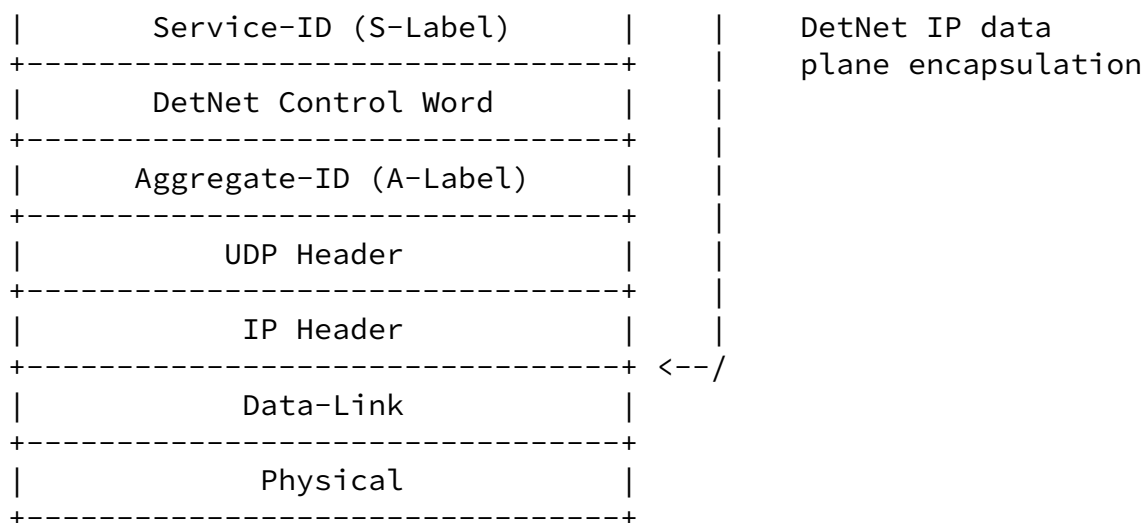 |       Service-ID (S-Label)      |    |   DetNet IP data
+---------------------------------+    |   plane encapsulation
|       DetNet Control Word       |    |
+---------------------------------+    |
|      Aggregate-ID (A-Label)     |    |
+---------------------------------+    |
|           UDP Header            |    |
+---------------------------------+    |
|            IP Header            |    |
+---------------------------------+ <--/
|            Data-Link            |
+---------------------------------+
|             Physical            |
+---------------------------------+